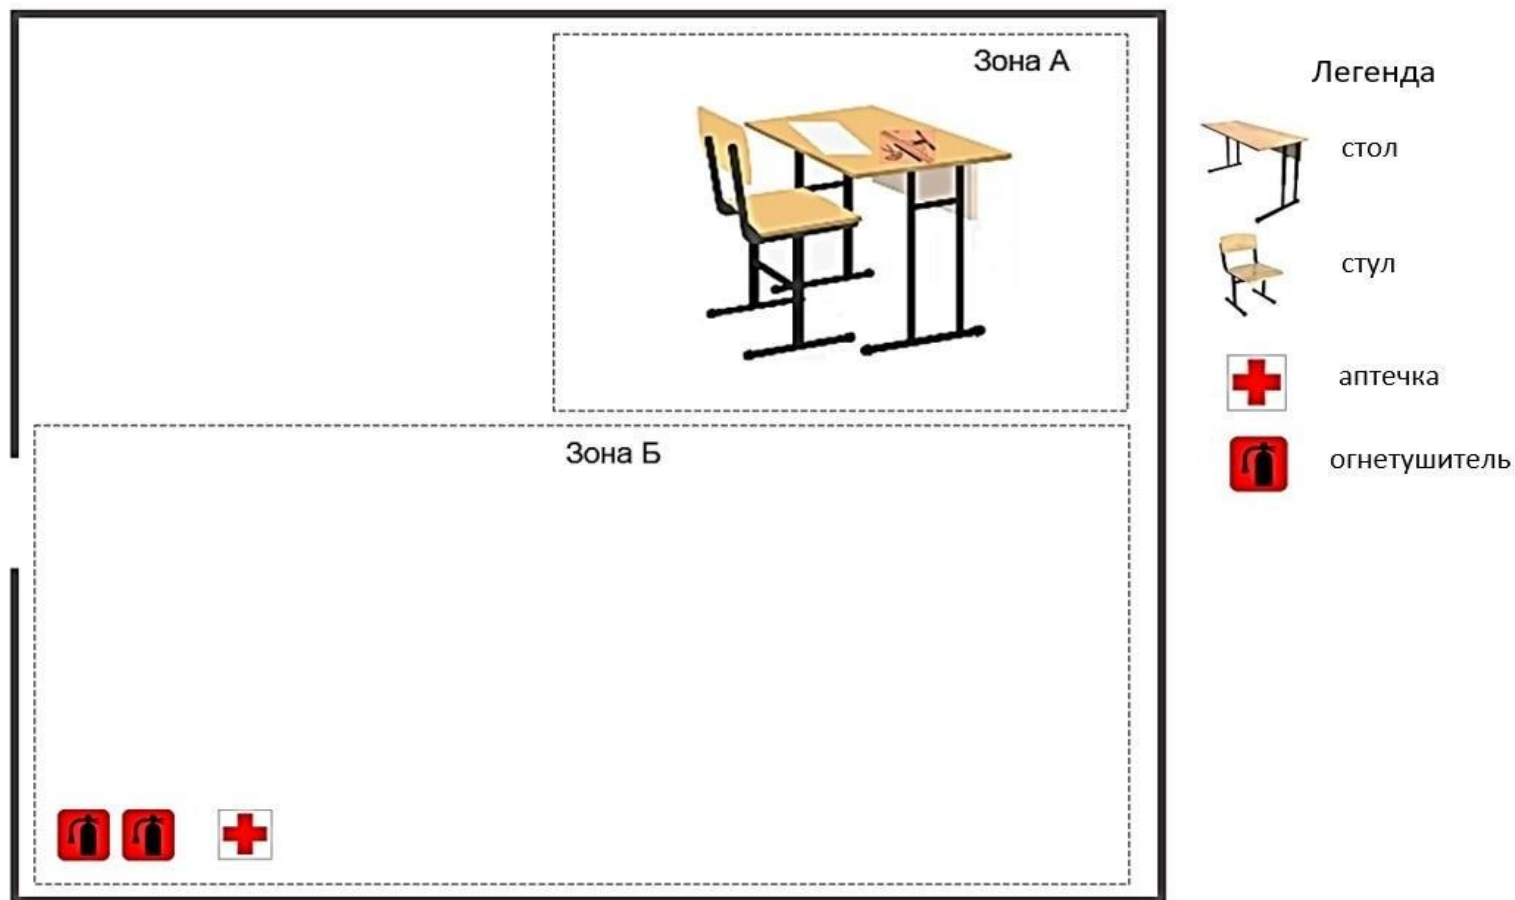 Зона А
Зона Б
Легенда
стол
стул
аптечка
огнетушитель